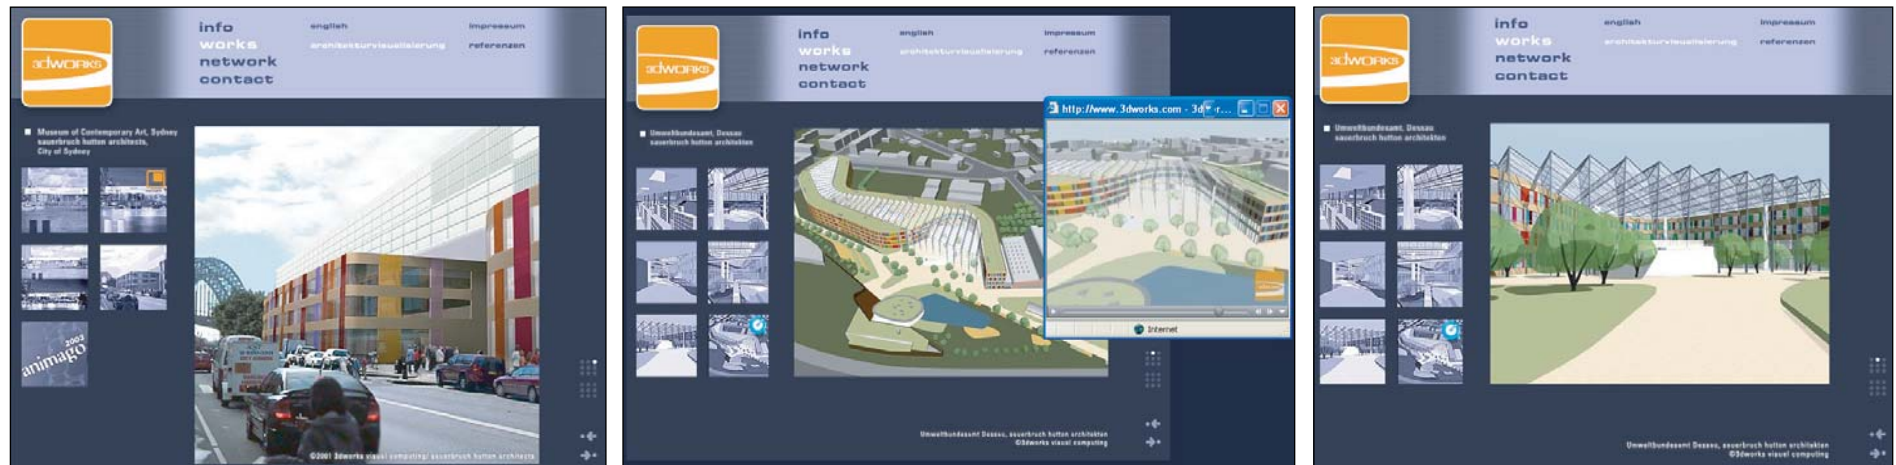 3dworks
info
works
network
contact
english
architekturvisualisierung
impressum
referenzen
Museum of Contemporary Art, Sydney
sauerbruch hutton architects,
City of Sydney
animago
2002
©2001 3dworks visual computing/ sauerbruch hutton architects
3dworks
info
works
network
contact
english
architekturvisualisierung
impressum
referenzen
Umweltbundesamt, Dessau
sauerbruch hutton architekten
http://www.3dworks.com - 3d
Internet
Umweltbundesamt Dessau, sauerbruch hutton architekten
©3dworks visual computing
3dworks
info
works
network
contact
english
architekturvisualisierung
impressum
referenzen
Umweltbundesamt, Dessau
sauerbruch hutton architekten
Umweltbundesamt Dessau, sauerbruch hutton architekten
©3dworks visual computing